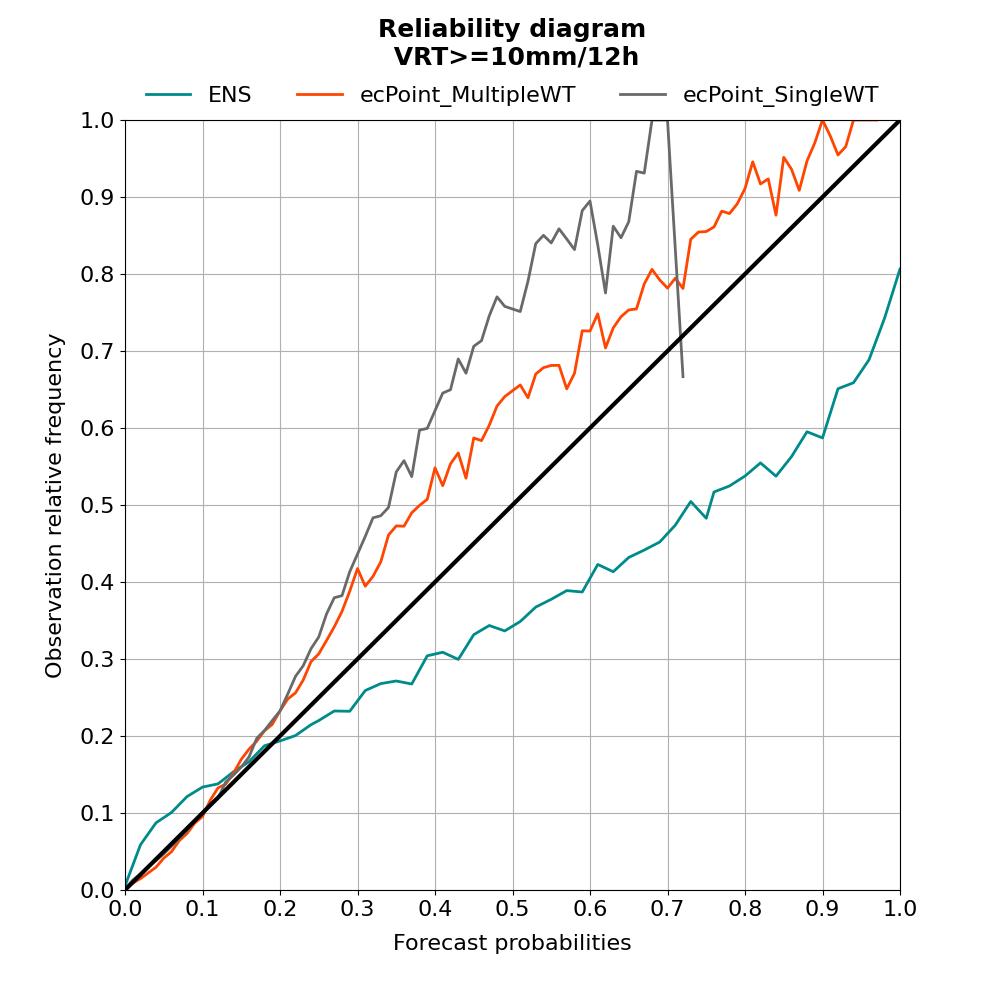 Reliability diagram
VRT>=10mm/12h
ENS ecPoint_MultipleWT ecPoint_SingleWT
1.0
0.9
0.8
0.7
0.6
0.5
0.4
0.3
0.2
0.1
0.0
Observation relative frequency
0.0 0.1 0.2 0.3 0.4 0.5 0.6 0.7 0.8 0.9 1.0
Forecast probabilities